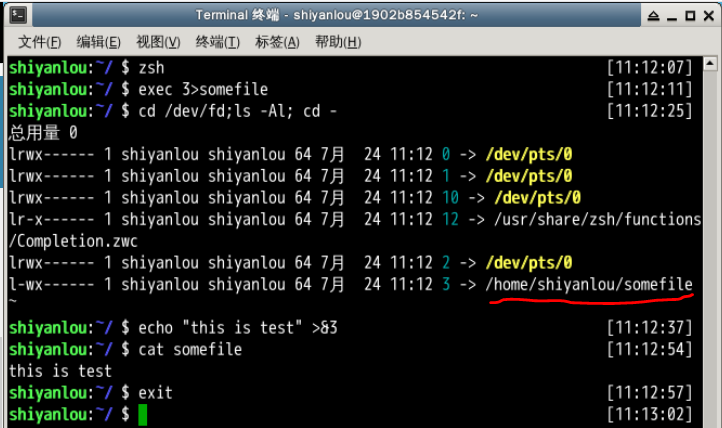 Terminal 终端 - shiyanlou@1902b854542f: ~
文件(F) 编辑(E) 视图(V) 终端(T) 标签(A) 帮助(H)
shiyanlou:~/ $ zsh [11:12:07]
shiyanlou:~/ $ exec 3>somefile [11:12:11]
shiyanlou:~/ $ cd /dev/fd;ls -Al; cd - [11:12:25]
总用量 0
lrwx------ 1 shiyanlou shiyanlou 64 7月 24 11:12 0 -> /dev/pts/0
lrwx------ 1 shiyanlou shiyanlou 64 7月 24 11:12 1 -> /dev/pts/0
lrwx------ 1 shiyanlou shiyanlou 64 7月 24 11:12 10 -> /dev/pts/0
lr-x------ 1 shiyanlou shiyanlou 64 7月 24 11:12 12 -> /usr/share/zsh/functions
/Completion.zwc
lrwx------ 1 shiyanlou shiyanlou 64 7月 24 11:12 2 -> /dev/pts/0
l-wx------ 1 shiyanlou shiyanlou 64 7月 24 11:12 3 -> /home/shiyanlou/somefile
~
shiyanlou:~/ $ echo "this is test" >&3 [11:12:37]
shiyanlou:~/ $ cat somefile [11:12:54]
this is test
shiyanlou:~/ $ exit [11:12:57]
shiyanlou:~/ $ [11:13:02]